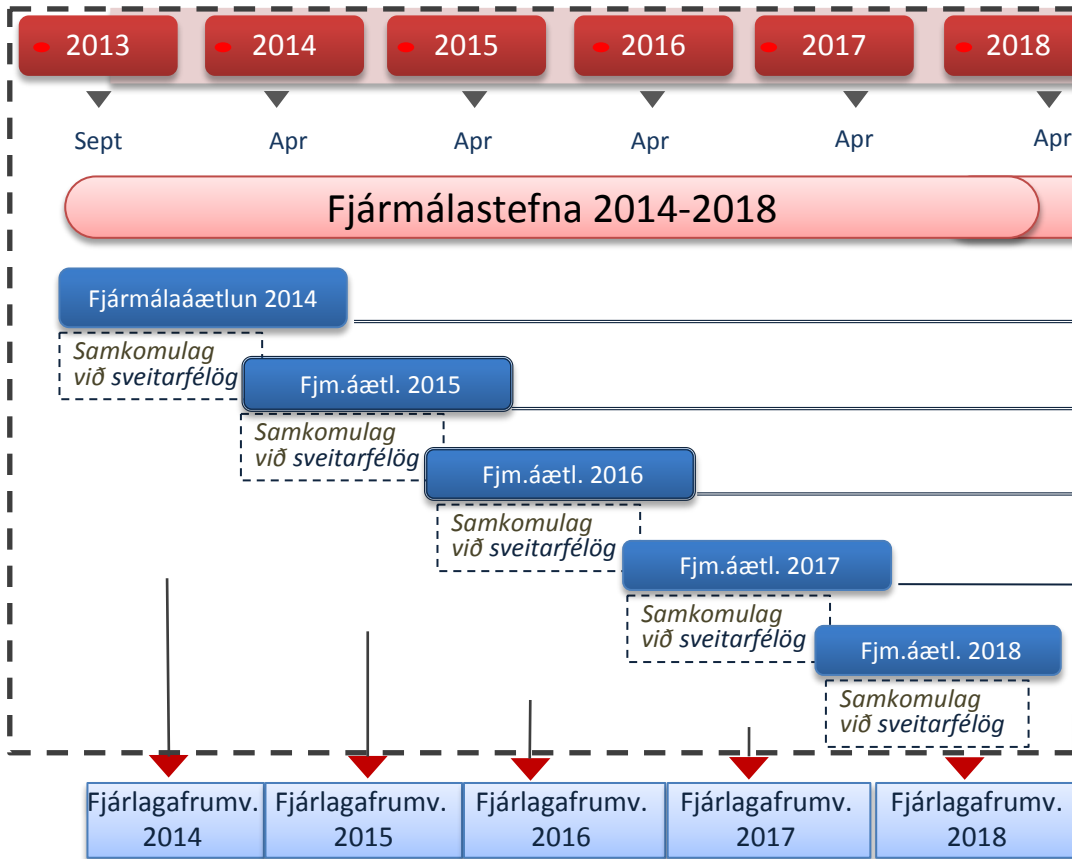 2013
2014
2015
2016
2017
2018
Sept
Apr
Apr
Apr
Apr
Apr
Fjármálastefna 2014-2018
Fjármálaáætlun 2014
Samkomulag
við sveitarfélög
Fjm.áætl. 2015
Samkomulag
við sveitarfélög
Fjm.áætl. 2016
Samkomulag
við sveitarfélög
Fjm.áætl. 2017
Samkomulag
við sveitarfélög
Fjm.áætl. 2018
Samkomulag
við sveitarfélög
Fjárlagafrumv.
2014
Fjárlagafrumv.
2015
Fjárlagafrumv.
2016
Fjárlagafrumv.
2017
Fjárlagafrumv.
2018